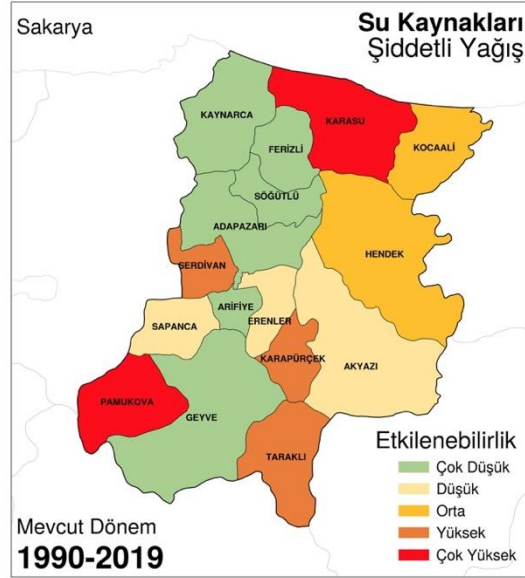 Sakarya
Su Kaynakları
Şiddetli Yağış
KAYNARCA
KARASU
KOCAALİ
FERİZLİ
SÖĞÜTLÜ
ADAPAZARI
HENDEK
SERDİVAN
ARİFİYE
ERENLER
SAPANCA
KARAPÜRÇEK
AKYAZI
PAMUKOVA
GEYVE
TARAKLI
Etkilenebilirlik
Çok Düşük
Düşük
Orta
Yüksek
Çok Yüksek
Mevcut Dönem
1990-2019